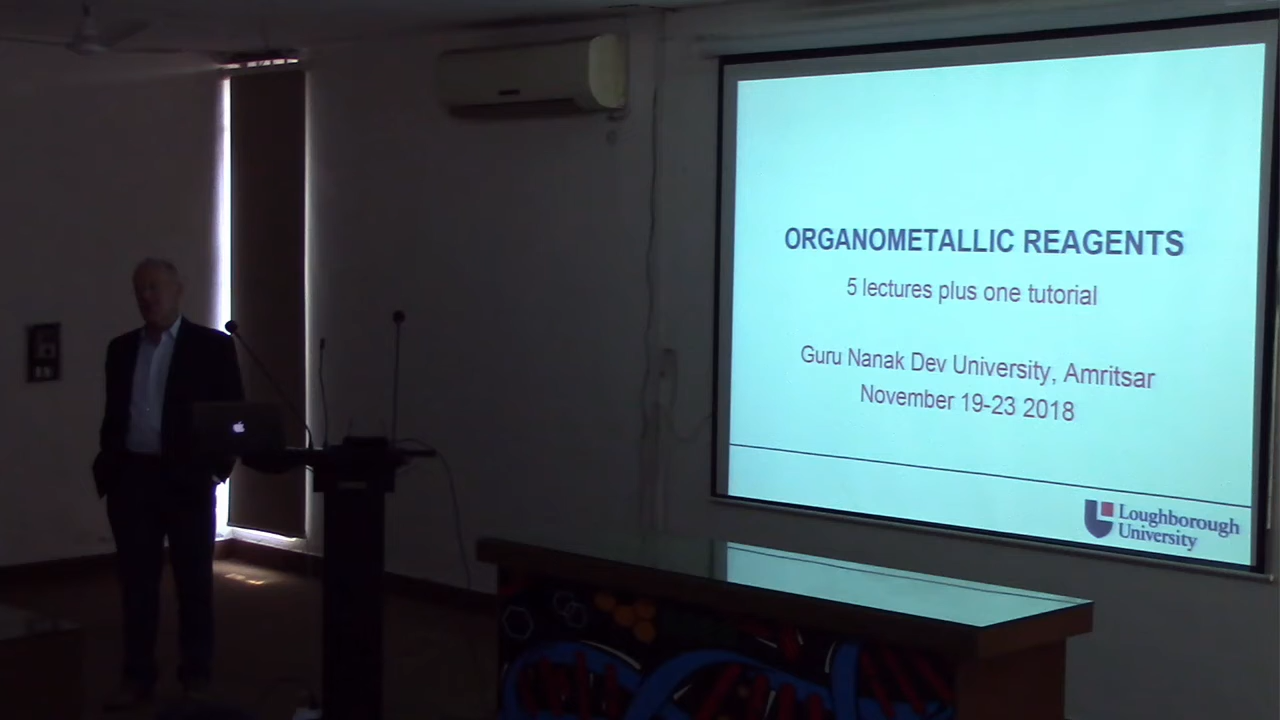 ORGANOMETALLIC REAGENTS
5 lectures plus one tutorial
Guru Nanak Dev University, Amritsar
November 19-23 2018
Loughborough
University